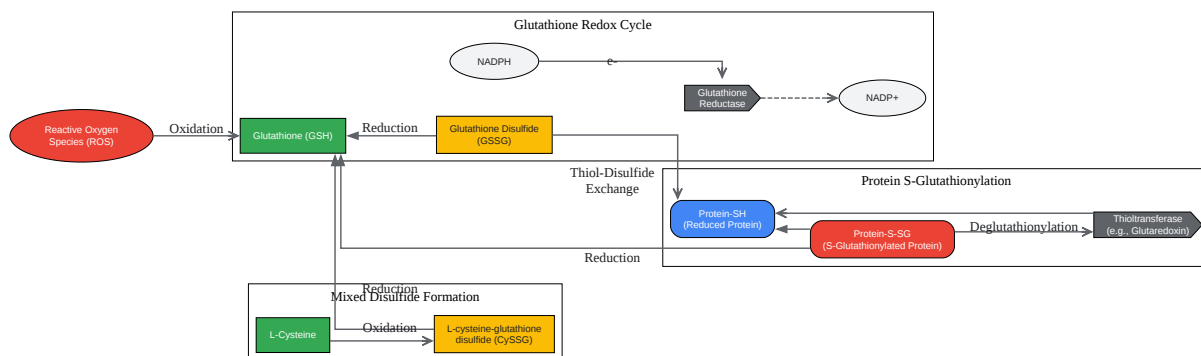 Glutathione Redox Cycle
NADPH
e-
Glutathione
Reductase
NADP+
Reactive Oxygen
Species (ROS)
Oxidation
Glutathione (GSH)
Reduction
Glutathione Disulfide
(GSSG)
Thiol-Disulfide
Exchange
Protein S-Glutathionylation
Protein-SH
(Reduced Protein)
Protein-S-SG
(S-Glutathionylated Protein)
Deglutathionylation
Thioltransferase
(e.g., Glutaredoxin)
Reduction
Reduction
Mixed Disulfide Formation
L-Cysteine
Oxidation
L-cysteine-glutathione
disulfide (CySSG)